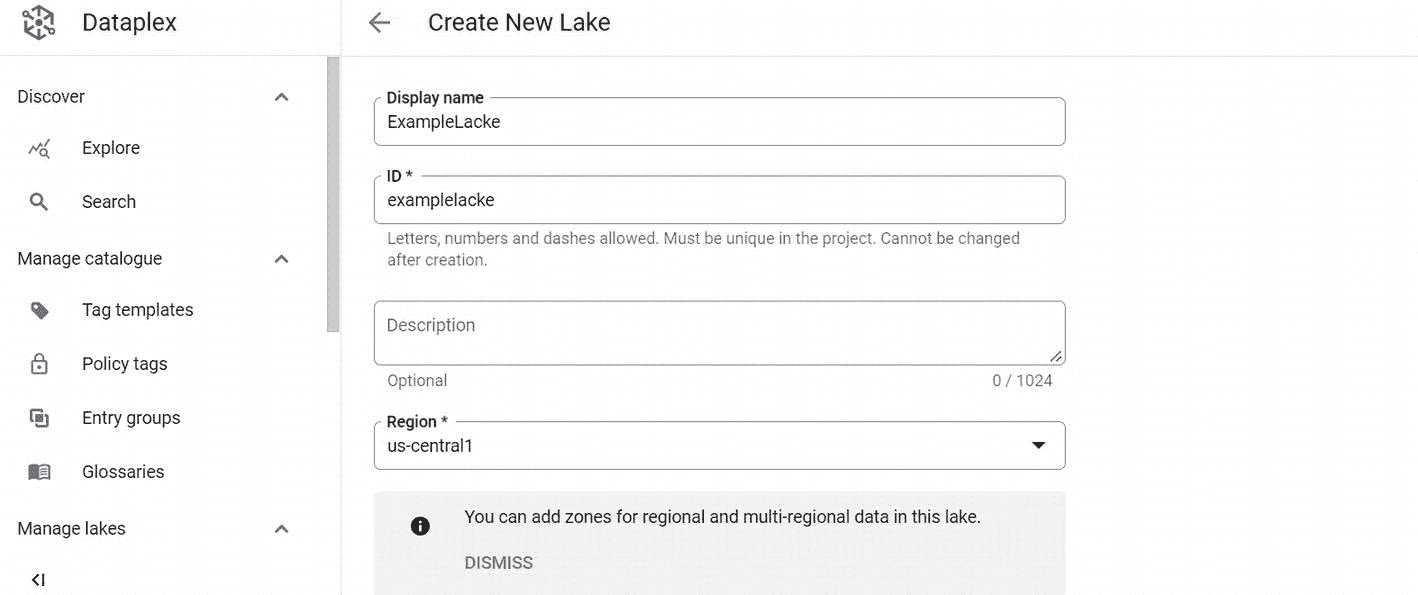 Dataplex
Create New Lake
Discover
Explore
Search
Manage catalogue
Tag templates
Policy tags
Entry groups
Glossaries
Manage lakes
Display name
ExampleLacke
ID *
examplelacke
Letters, numbers and dashes allowed. Must be unique in the project. Cannot be changed
after creation.
Description
Optional
0 / 1024
Region *
us-central1
You can add zones for regional and multi-regional data in this lake.
DISMISS